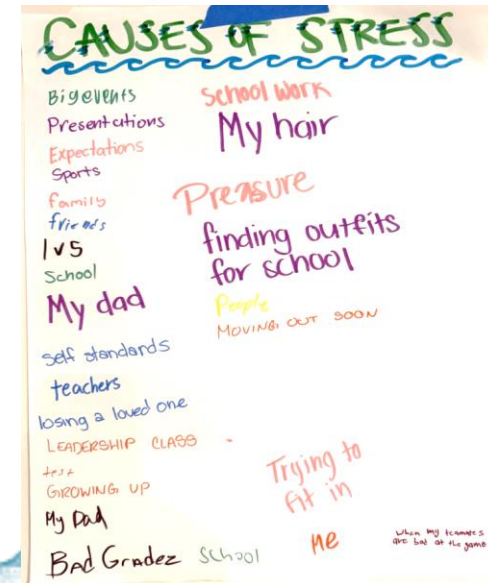 CAUSES OF STRESS
Big events
Presentations
Expectations
Sports
family
friends
1v5
School
My dad
self standards
teachers
losing a loved one
LEADERSHIP CLASS
test
GROWING UP
My Dad
Bad Gradez
School
School Work
My hair
Preasure
finding outfits
for school
People
MOVING OUT SOON
Trying to
fit in
Me
When my teammates
are bad at the game